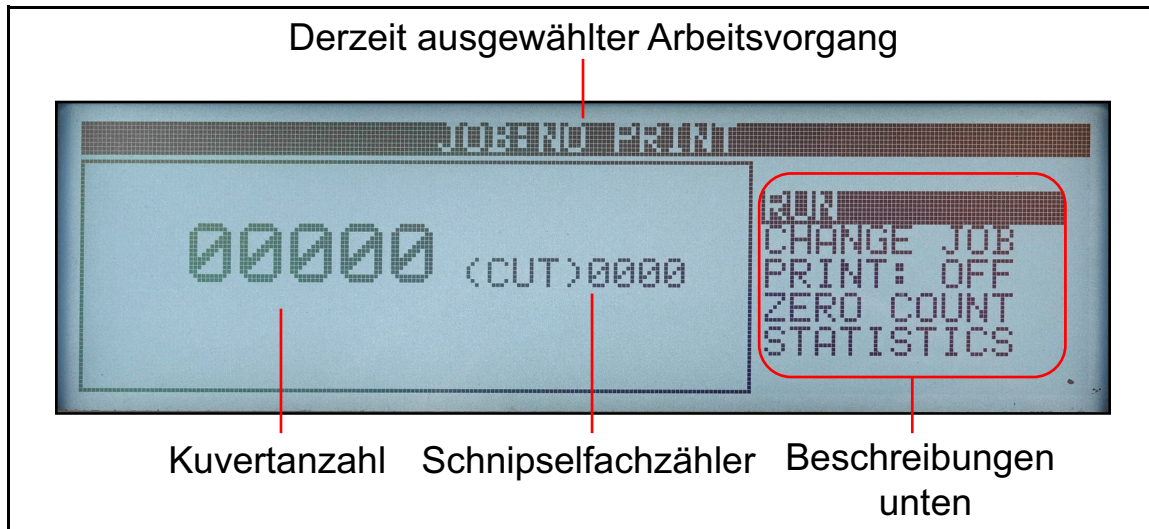 Derzeit ausgewählter Arbeitsvorgang
JOB:NO PRINT
00000 (CUT)0000
RUN
CHANGE JOB
PRINT: OFF
ZERO COUNT
STATISTICS
Kuvertanzahl
Schnipselfachzähler
Beschreibungen
unten